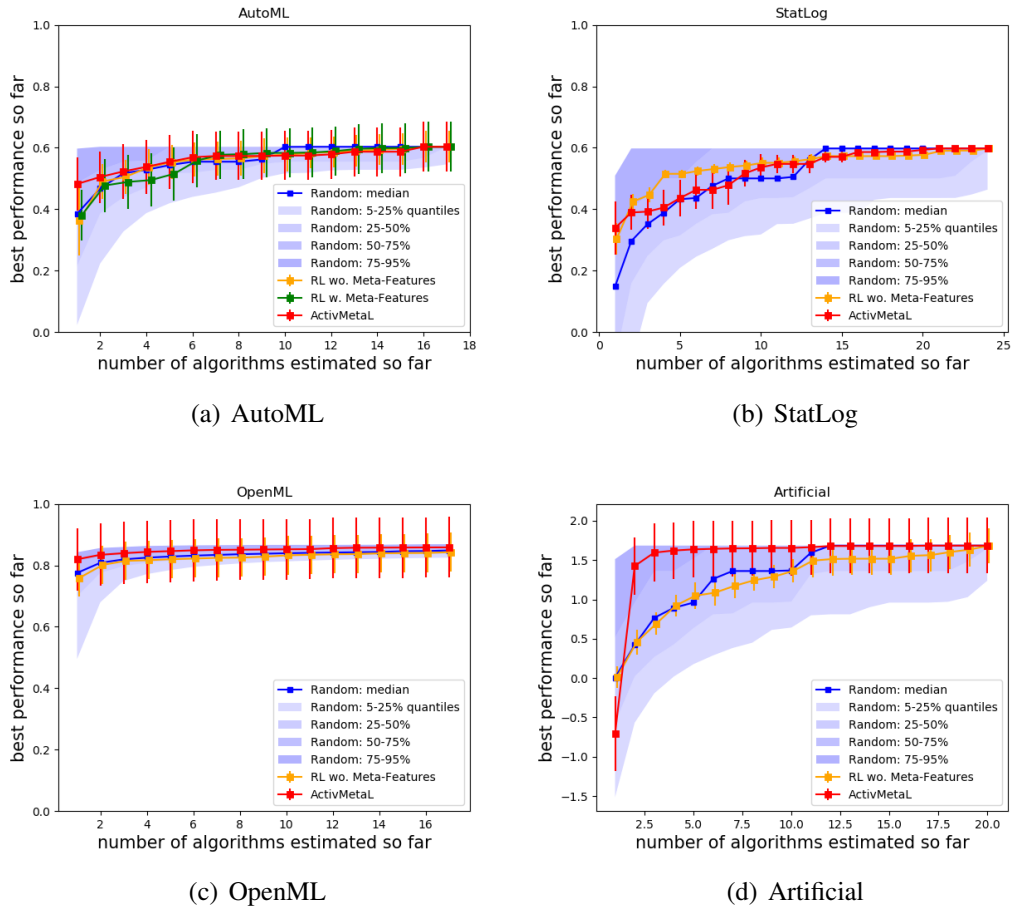 AutoML
best performance so far
1.0
0.8
0.6
0.4
0.2
0.0
Random: median
Random: 5-25% quantiles
Random: 25-50%
Random: 50-75%
Random: 75-95%
RL wo. Meta-Features
RL w. Meta-Features
ActivMetaL
2 4 6 8 10 12 14 16 18
number of algorithms estimated so far
(a) AutoML
StatLog
best performance so far
1.0
0.8
0.6
0.4
0.2
0.0
Random: median
Random: 5-25% quantiles
Random: 25-50%
Random: 50-75%
Random: 75-95%
RL wo. Meta-Features
ActivMetaL
0 5 10 15 20 25
number of algorithms estimated so far
(b) StatLog
OpenML
best performance so far
1.0
0.8
0.6
0.4
0.2
0.0
Random: median
Random: 5-25% quantiles
Random: 25-50%
Random: 50-75%
Random: 75-95%
RL wo. Meta-Features
ActivMetaL
2 4 6 8 10 12 14 16
number of algorithms estimated so far
(c) OpenML
Artificial
best performance so far
2.0
1.5
1.0
0.5
0.0
−0.5
−1.0
−1.5
Random: median
Random: 5-25% quantiles
Random: 25-50%
Random: 50-75%
Random: 75-95%
RL wo. Meta-Features
ActivMetaL
2.5 5.0 7.5 10.0 12.5 15.0 17.5 20.0
number of algorithms estimated so far
(d) Artificial